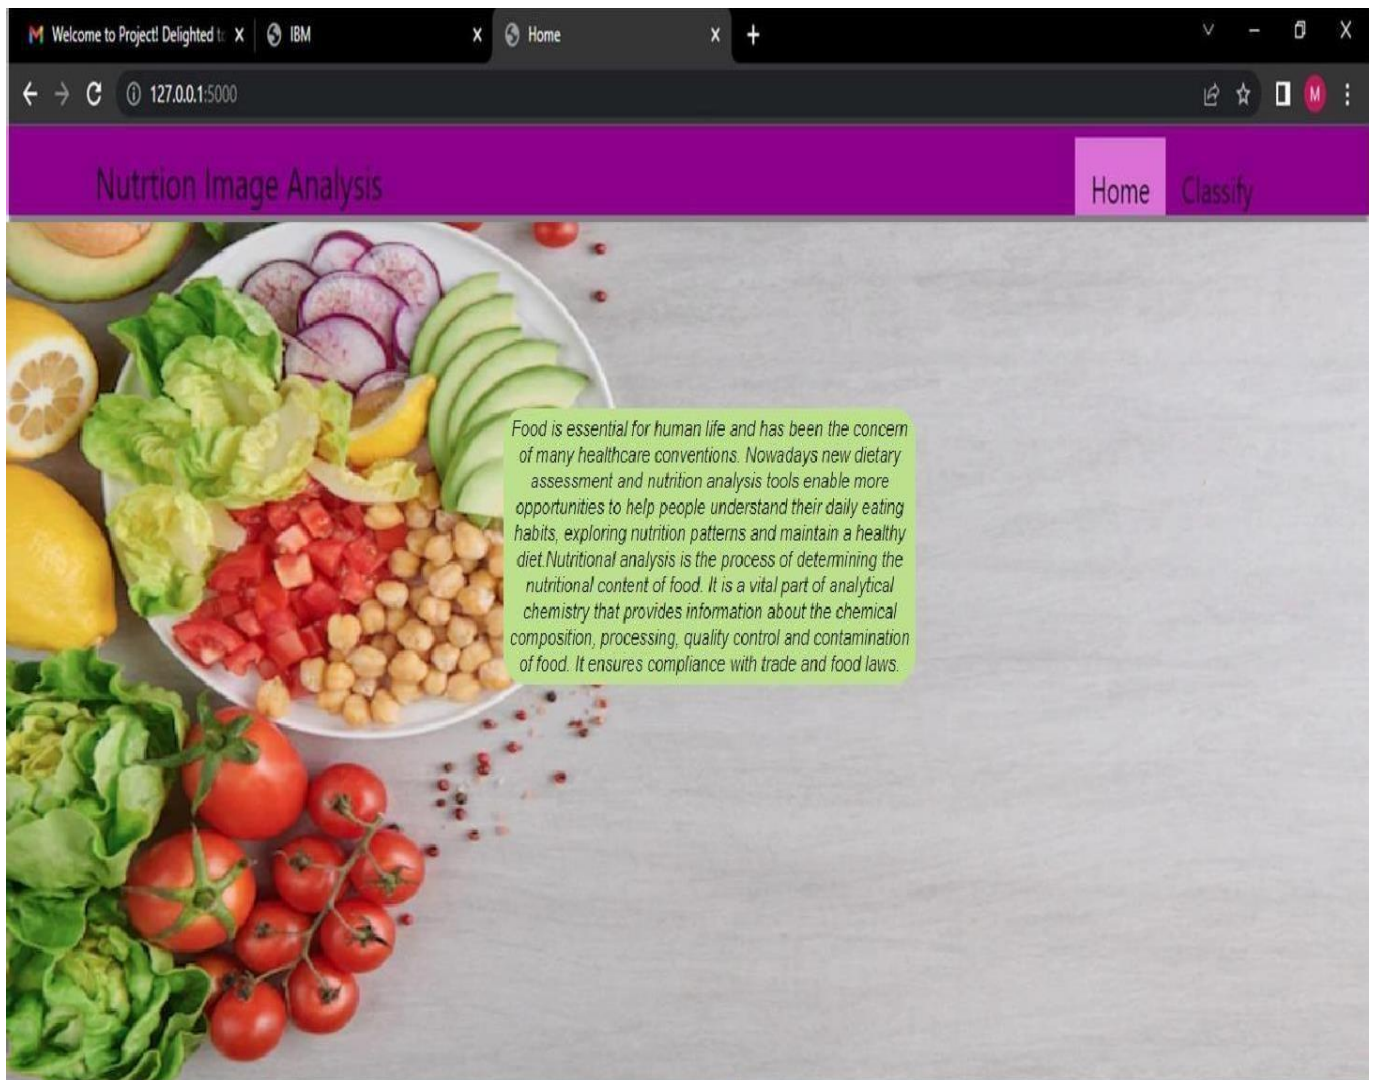 Welcome to Project! Delighted t
IBM
Home
127.0.0.1:5000
M
Nutrtion Image Analysis
Home
Classify
Food is essential for human life and has been the concern
of many healthcare conventions. Nowadays new dietary
assessment and nutrition analysis tools enable more
opportunities to help people understand their daily eating
habits, exploring nutrition patterns and maintain a healthy
diet.Nutritional analysis is the process of determining the
nutritional content of food. It is a vital part of analytical
chemistry that provides information about the chemical
composition, processing, quality control and contamination
of food. It ensures compliance with trade and food laws.